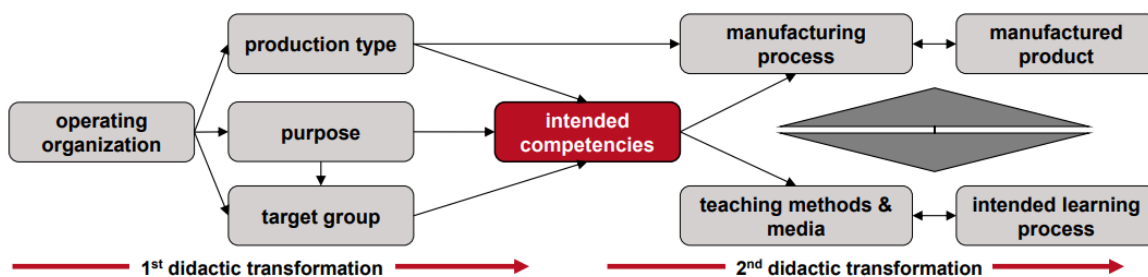 production type
manufacturing
process
manufactured
product
operating
organization
purpose
intended
competencies
target group
teaching methods &
media
intended learning
process
1st didactic transformation
2nd didactic transformation